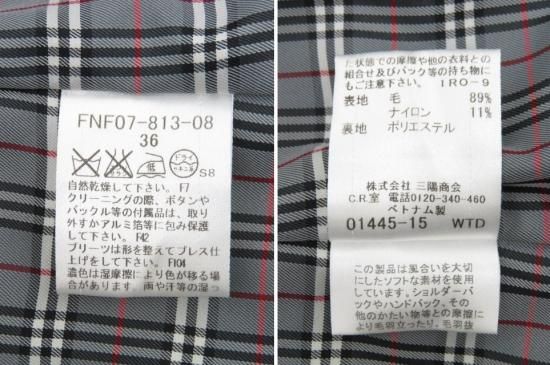 FNF07-813-08
36
低
ドライ
S8
自然乾燥して下さい。F7
クリーニングの際、ボタンや
バックル等の付属品は、取り
外すかアルミ箔等に包み保護
して下さい。F42
プリーツは形を整えてプレス仕
上げをして下さい。F104
濃色は湿摩擦により色が移る場
合があります。雨や汗等の湿っ
た状態での摩擦や他の衣料との
組合せ及びバック等の持ち物に
もご注意下さい。IRO-9
表地 毛 89%
ナイロン 11%
裏地 ポリエステル
株式会社 三陽商会
C.R.室 電話0120-340-460
ベトナム製
01445-15 WTD
この製品は風合いを大切
にしたソフトな素材を使用
しています。ショルダーバ
ックやハンドバック、その
他のかたい物等との摩擦によ
り毛羽立ったり、毛羽抜